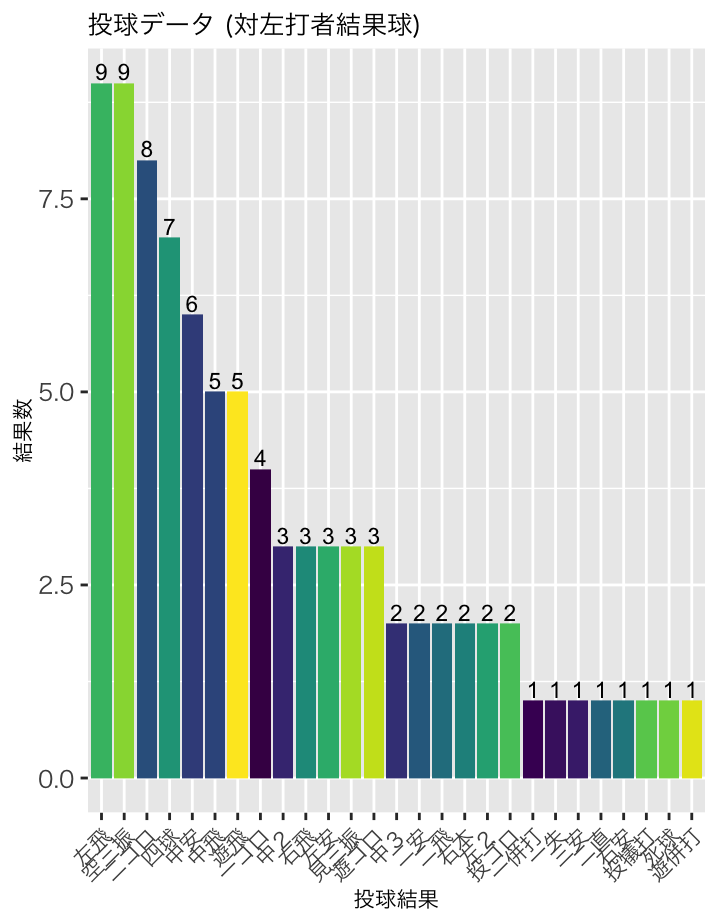 投球データ (対左打者結果球)
9 9 8 7 6 5 5 4 3 3 3 3 3 2 2 2 2 2 2 1 1 1 1 1 1 1 1
7.5
5.0
2.5
0.0
結果数
左飛
空三振
二ゴロ
四球
中安
中飛
遊飛
一ゴロ
中２
右飛
左安
見三振
遊ゴロ
中３
二安
二飛
右本
左２
投ゴロ
一併打
一失
一安
二直
右安
投犠打
死球
遊併打
投球結果